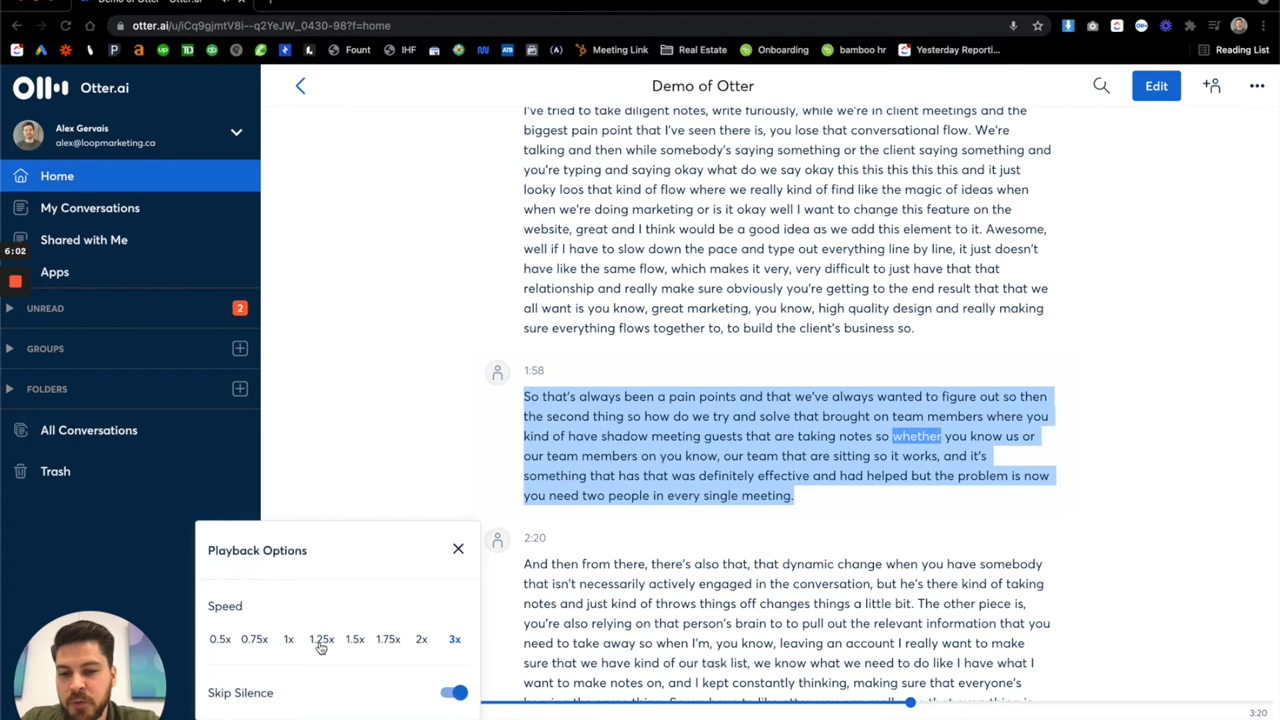 Demo of Otter - Otter.ai
otter.ai/u/iCq9gjmtV8i--q2YeJW_0430-98?f=home
Fount
IHF
Meeting Link
Real Estate
Onboarding
bamboo hr
Yesterday Reporti...
Reading List
Otter.ai
Alex Gervais
alex@loopmarketing.ca
Home
My Conversations
Shared with Me
6:02
Apps
UNREAD
2
GROUPS
FOLDERS
All Conversations
Trash
Demo of Otter
Edit
I've tried to take diligent notes, write furiously, while we're in client meetings and the
biggest pain point that I've seen there is, you lose that conversational flow. We're
talking and then while somebody's saying something or the client saying something and
you're typing and saying okay what do we say okay this this this this this and it just
looky loos that kind of flow where we really kind of find like the magic of ideas when
when we're doing marketing or is it okay well I want to change this feature on the
website, great and I think would be a good idea as we add this element to it. Awesome,
well if I have to slow down the pace and type out everything line by line, it just doesn't
have like the same flow, which makes it very, very difficult to just have that that
relationship and really make sure obviously you're getting to the end result that that we
all want is you know, great marketing, you know, high quality design and really making
sure everything flows together to, to build the client's business so.
1:58
So that's always been a pain points and that we've always wanted to figure out so then
the second thing so how do we try and solve that brought on team members where you
kind of have shadow meeting guests that are taking notes so whether you know us or
our team members on you know, our team that are sitting so it works, and it's
something that has that was definitely effective and had helped but the problem is now
you need two people in every single meeting.
2:20
And then from there, there's also that, that dynamic change when you have somebody
that isn't necessarily actively engaged in the conversation, but he's there kind of taking
notes and just kind of throws things off changes things a little bit. The other piece is,
you're also relying on that person's brain to to pull out the relevant information that you
need to take away so when I'm, you know, leaving an account I really want to make
sure that we have kind of our task list, we know what we need to do like I have what I
want to make notes on, and I kept constantly thinking, making sure that everyone's
Playback Options
Speed
0.5x 0.75x 1x 1.25x 1.5x 1.75x 2x 3x
Skip Silence
3:20